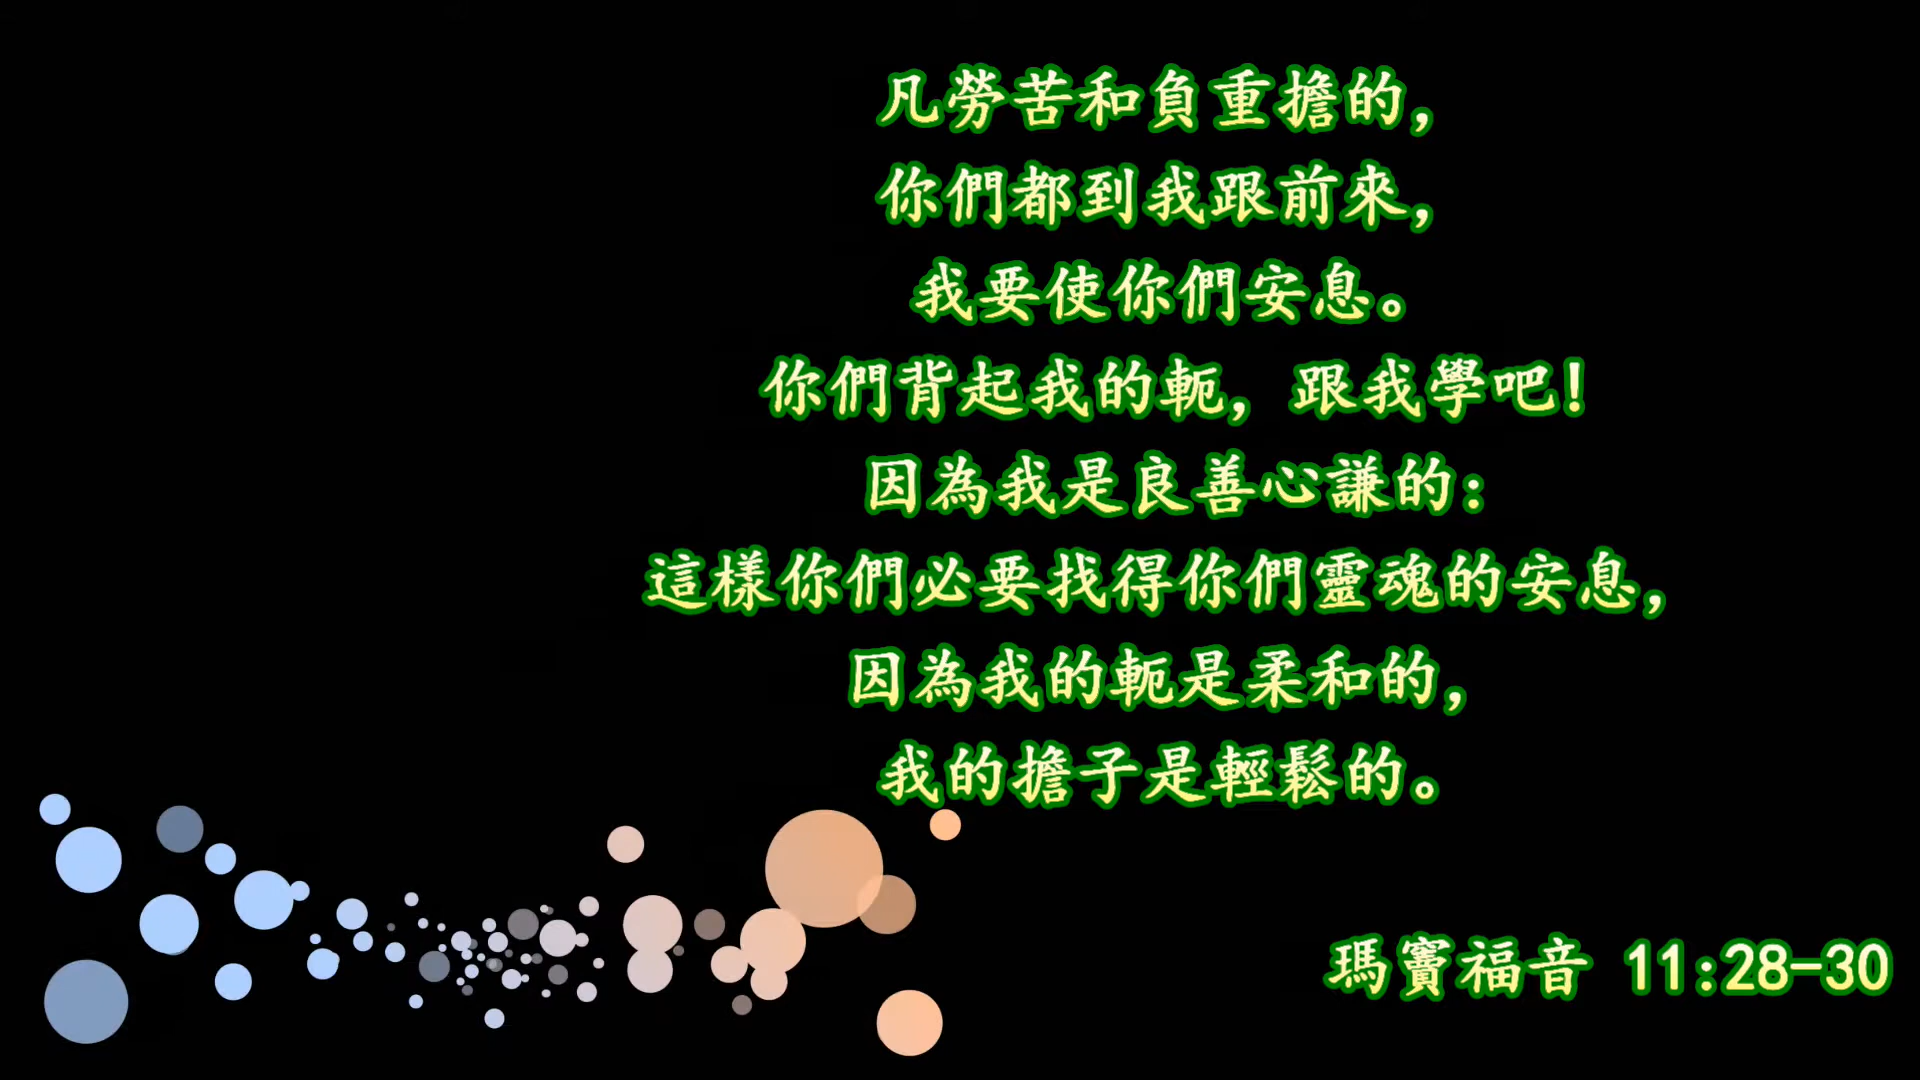 凡勞苦和負重擔的，
你們都到我跟前來，
我要使你們安息。
你們背起我的軛，跟我學吧！
因為我是良善心謙的：
這樣你們必要找得你們靈魂的安息，
因為我的軛是柔和的，
我的擔子是輕鬆的。
瑪竇福音 11:28-30